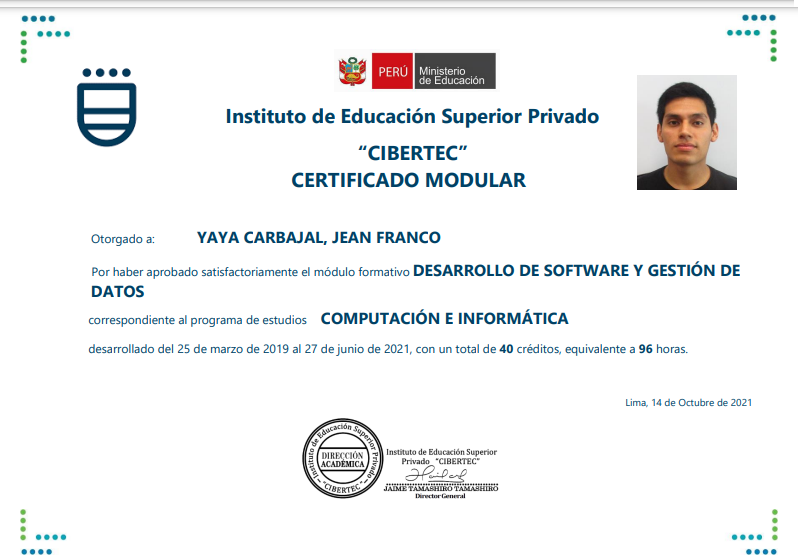 PERÚ
Ministerio
de Educación
Instituto de Educación Superior Privado
“CIBERTEC”
CERTIFICADO MODULAR
Otorgado a: YAYA CARBAJAL, JEAN FRANCO
Por haber aprobado satisfactoriamente el módulo formativo DESARROLLO DE SOFTWARE Y GESTIÓN DE
DATOS
correspondiente al programa de estudios COMPUTACIÓN E INFORMÁTICA
desarrollado del 25 de marzo de 2019 al 27 de junio de 2021, con un total de 40 créditos, equivalente a 96 horas.
Lima, 14 de Octubre de 2021
Instituto de Educación Superior Privado
DIRECCIÓN
ACADÉMICA
“CIBERTEC”
Instituto de Educación Superior
Privado “CIBERTEC”
JAIME TAMASHIRO TAMASHIRO
Director General